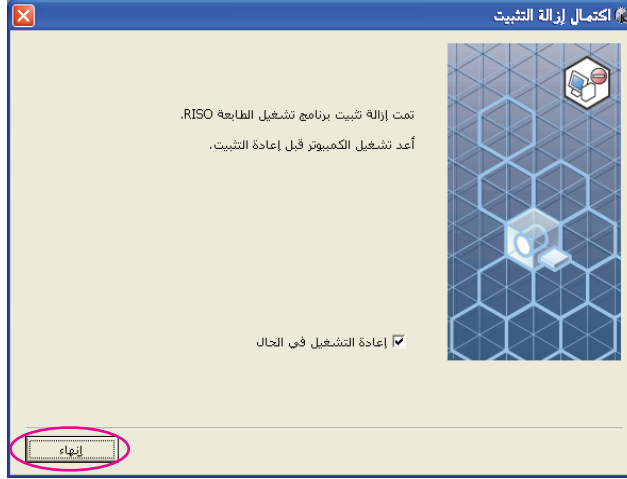 اكتمال إزالة التثبيت
تمت إزالة تثبيت برنامج تشغيل الطابعة RISO.
أعد تشغيل الكمبيوتر قبل إعادة التثبيت.
إعادة التشغيل في الحال
إنهاء